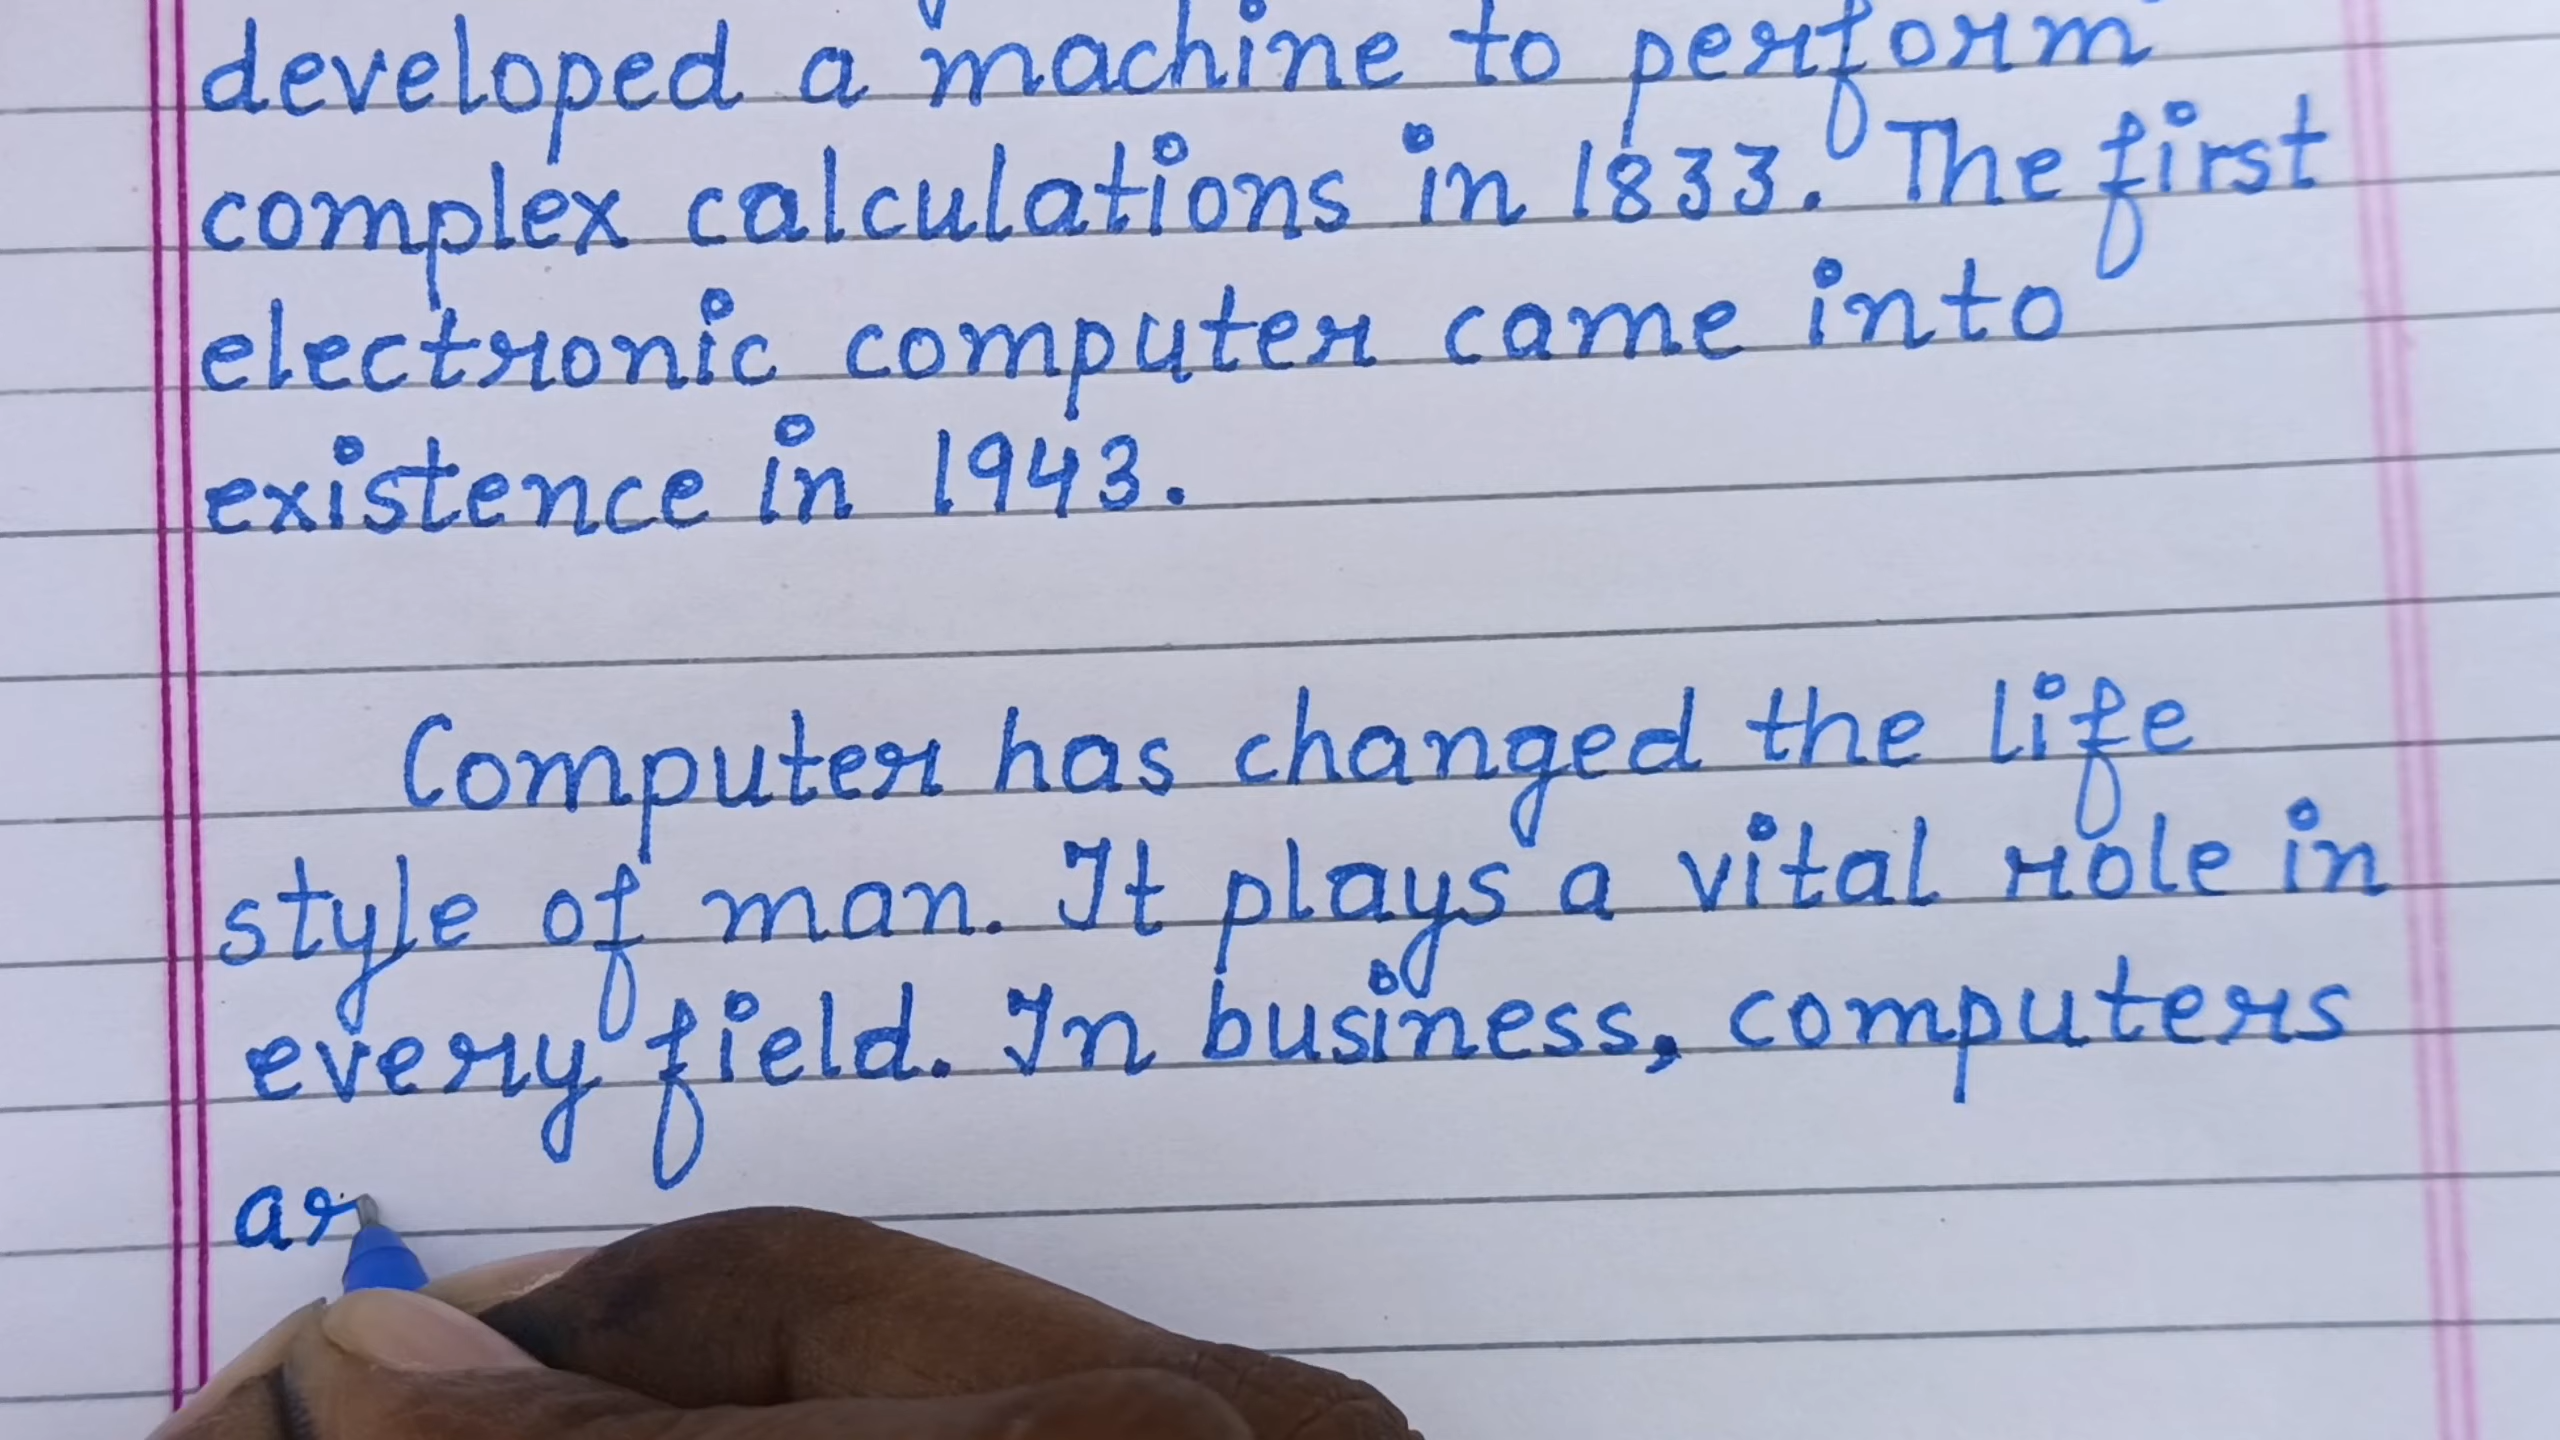 developed a machine to perform
complex calculations in 1833. The first
electronic computer came into
existence in 1943.
Computer has changed the life
style of man. It plays a vital role in
every field. In business, computers
ar